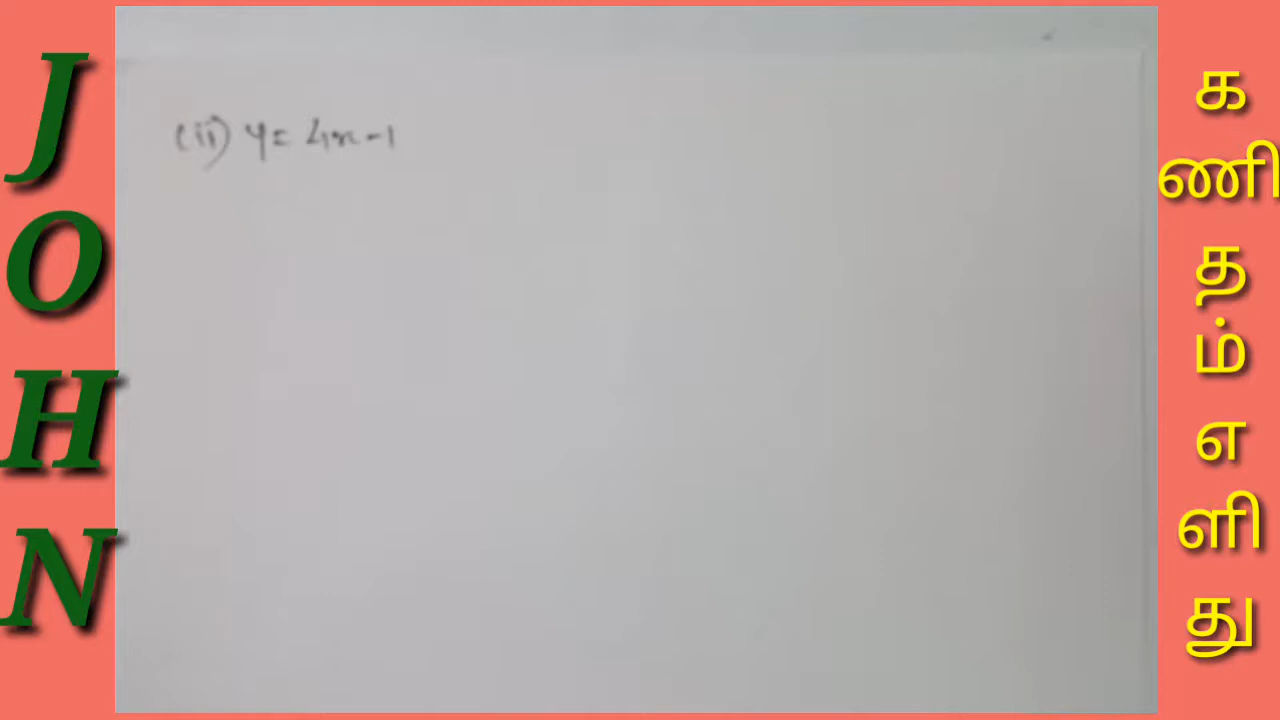 JOHN
(ii) y = 4x - 1
கணிதம் எளிது